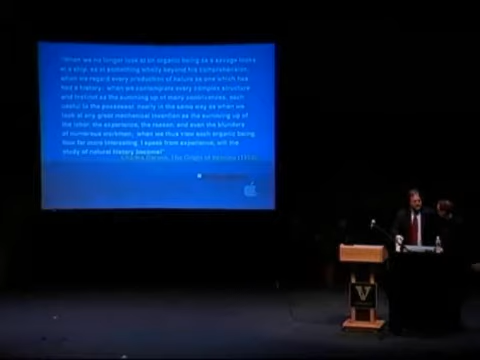 "When we no longer look at an organic being as a savage looks
at a ship, as at something wholly beyond his comprehension;
when we regard every production of nature as one which has
had a history; when we contemplate every complex structure
and instinct as the summing up of many contrivances, each
useful to the possessor, nearly in the same way as when we
look at any great mechanical invention as the summing up of
the labor, the experience, the reason, and even the blunders
of numerous workmen; when we thus view each organic being,
how far more interesting, I speak from experience, will the
study of natural history become!"
Charles Darwin, The Origin of Species
V